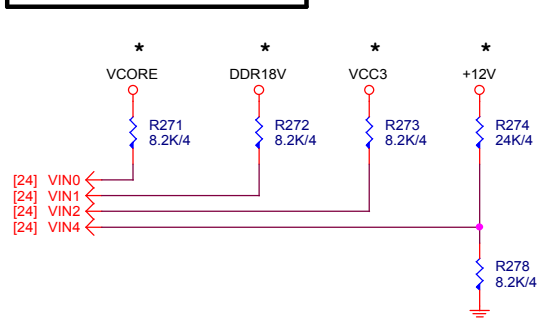 * * * *
VCORE DDR18V VCC3 +12V
R271 R272 R273 R274
8.2K/4 8.2K/4 8.2K/4 24K/4
[24] VIN0
[24] VIN1
[24] VIN2
[24] VIN4
R278
8.2K/4